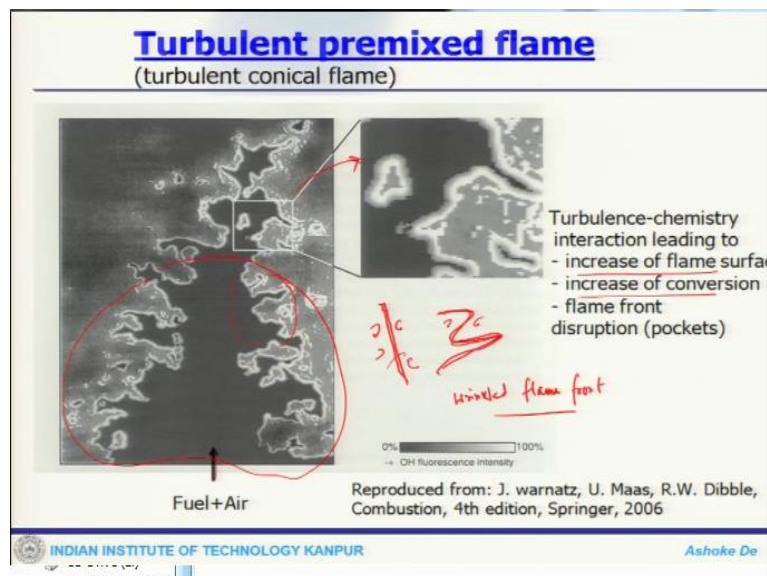 Turbulent premixed flame
(turbulent conical flame)
Turbulence-chemistry
interaction leading to
- increase of flame surfa
- increase of conversion
- flame front
disruption (pockets)
wrinkled flame front
0% 100%
→ OH fluorescence intensity
Fuel+Air
Reproduced from: J. warnatz, U. Maas, R.W. Dibble,
Combustion, 4th edition, Springer, 2006
INDIAN INSTITUTE OF TECHNOLOGY KANPUR
Ashoke De